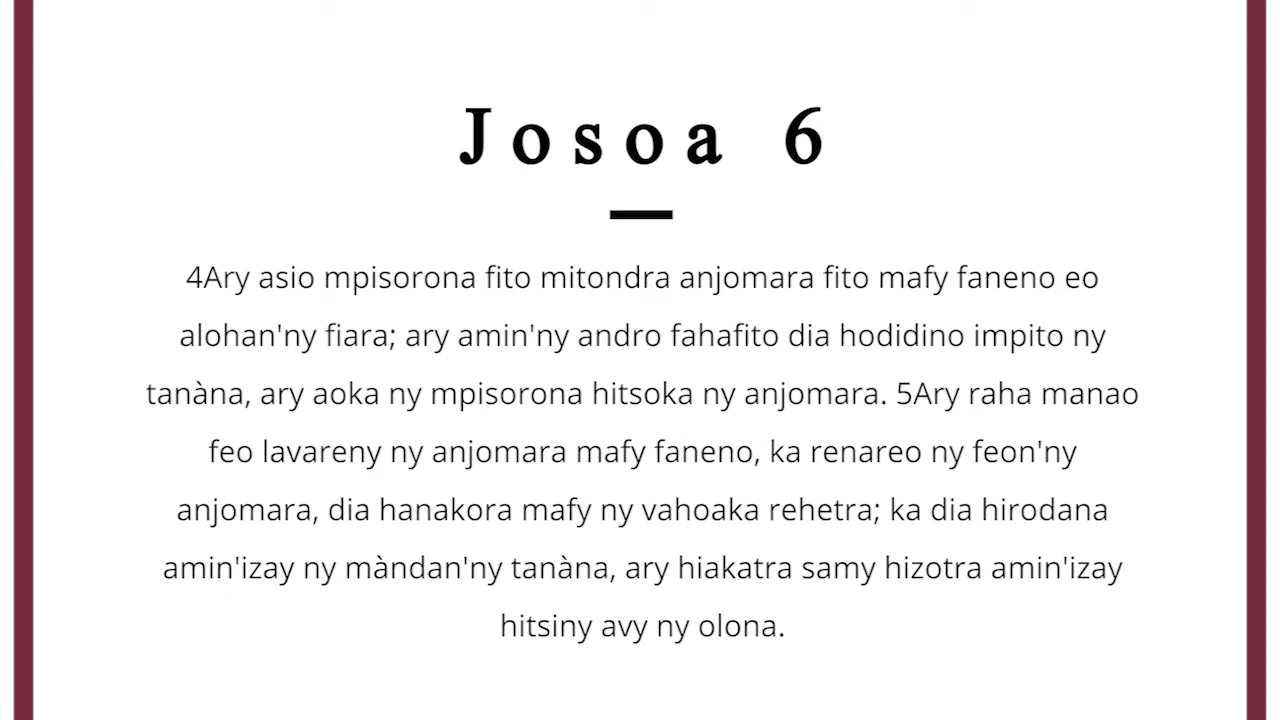 Josoa 6
4Ary asio mpisorona fito mitondra anjomara fito mafy faneno eo
alohan'ny fiara; ary amin'ny andro fahafito dia hodidino impito ny
tanàna, ary aoka ny mpisorona hitsoka ny anjomara. 5Ary raha manao
feo lavareny ny anjomara mafy faneno, ka renareo ny feon'ny
anjomara, dia hanakora mafy ny vahoaka rehetra; ka dia hirodana
amin'izay ny màndan'ny tanàna, ary hiakatra samy hizotra amin'izay
hitsiny avy ny olona.